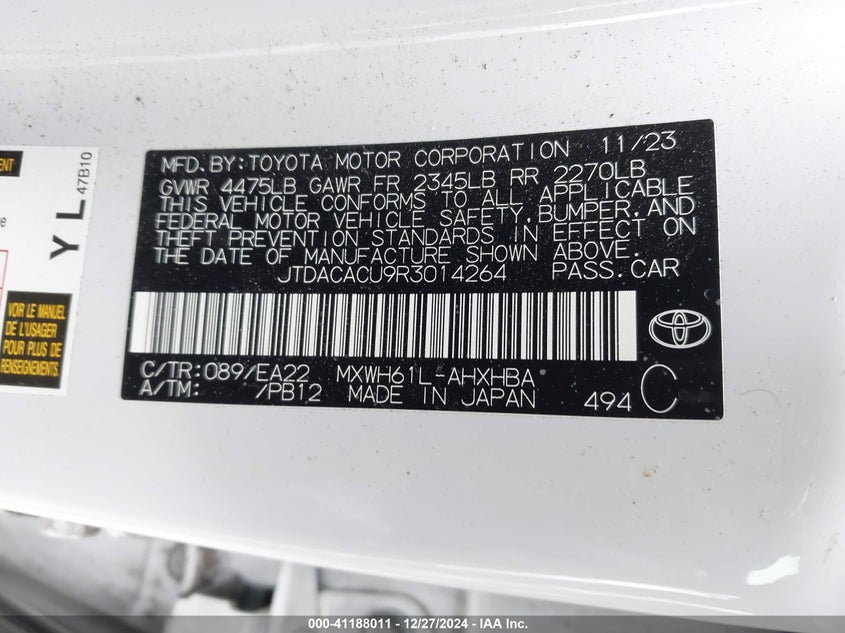 MFD.BY:TOYOTA MOTOR CORPORATION 11/23
GVWR 4475LB GAWR FR 2345LB RR 2270LB
THIS VEHICLE CONFORMS TO ALL APPLICABLE
FEDERAL MOTOR VEHICLE SAFETY,BUMPER,AND
THEFT PREVENTION STANDARDS IN EFFECT ON
THE DATE OF MANUFACTURE SHOWN ABOVE.
JTDACACU9R3014264 PASS.CAR
C/TR:089/EA22 MXWH61L-AHXHBA
A/TM: /PB12 MADE IN JAPAN 494 C
YL
47B10
VOIR LE MANUEL
DE L'USAGER
POUR PLUS DE
RENSEIGNEMENTS.
000-41188011 - 12/27/2024 - IAA Inc.